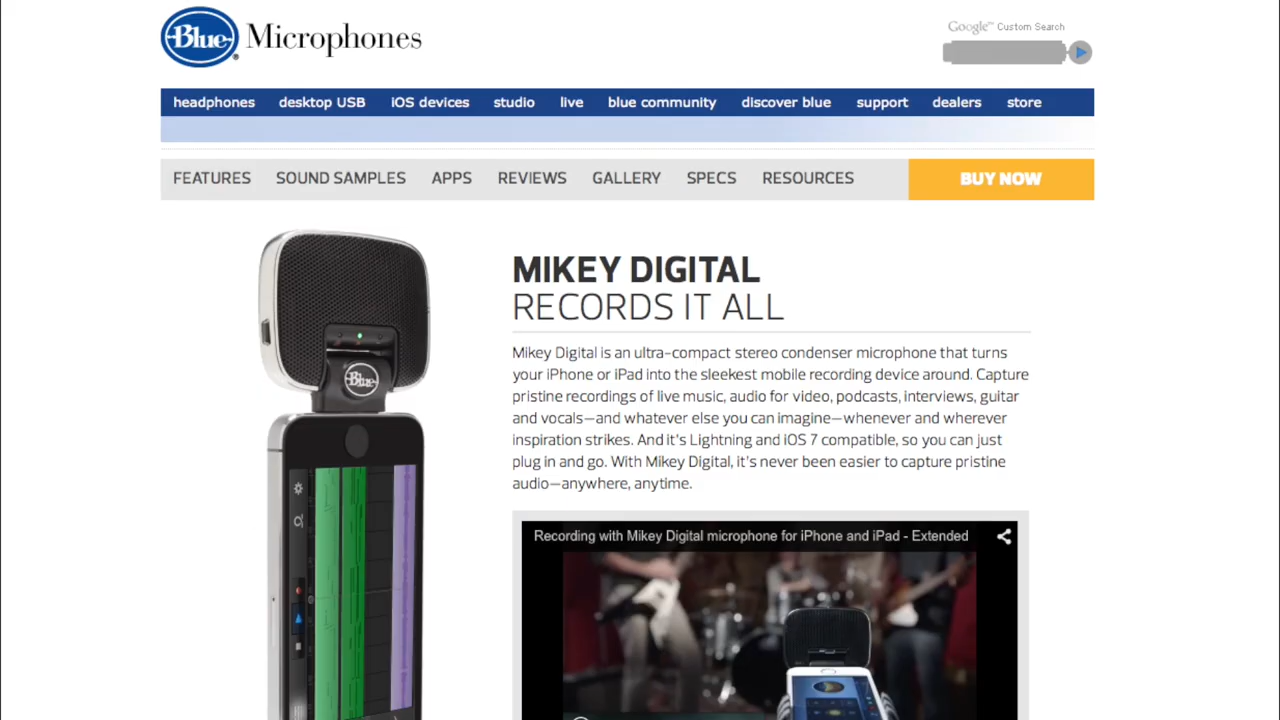 Blue Microphones
Google™ Custom Search
headphones desktop USB iOS devices studio live blue community discover blue support dealers store
FEATURES SOUND SAMPLES APPS REVIEWS GALLERY SPECS RESOURCES BUY NOW
MIKEY DIGITAL
RECORDS IT ALL
Mikey Digital is an ultra-compact stereo condenser microphone that turns
your iPhone or iPad into the sleekest mobile recording device around. Capture
pristine recordings of live music, audio for video, podcasts, interviews, guitar
and vocals—and whatever else you can imagine—whenever and wherever
inspiration strikes. And it's Lightning and iOS 7 compatible, so you can just
plug in and go. With Mikey Digital, it's never been easier to capture pristine
audio—anywhere, anytime.
Blue
Recording with Mikey Digital microphone for iPhone and iPad - Extended